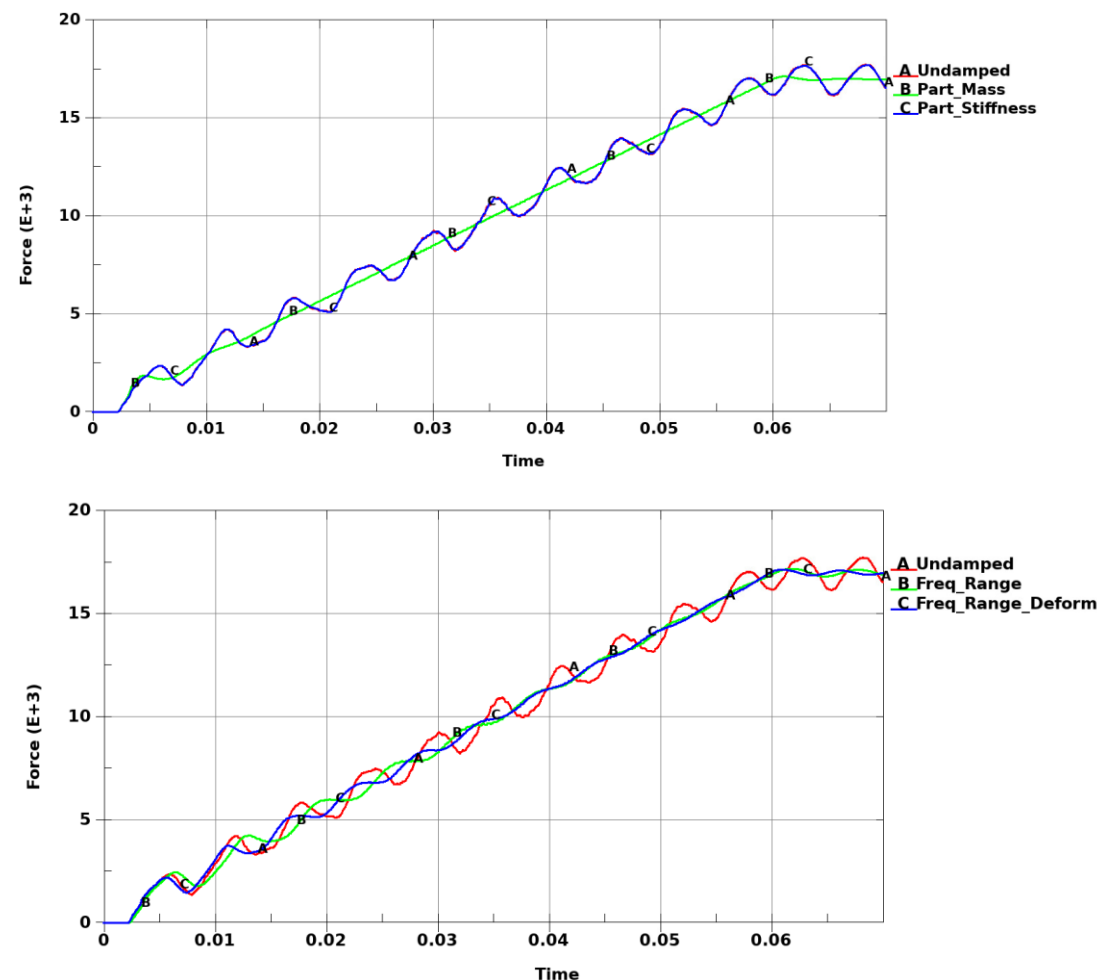 20
15
10
5
0
Force (E+3)
0 0.01 0.02 0.03 0.04 0.05 0.06
Time
A Undamped
B Part_Mass
C Part_Stiffness
B C A B C A B C A B C A B C A
20
15
10
5
0
Force (E+3)
0 0.01 0.02 0.03 0.04 0.05 0.06
Time
A Undamped
B Freq_Range
C Freq_Range_Deform
B C A B C A B C A B C A B C A